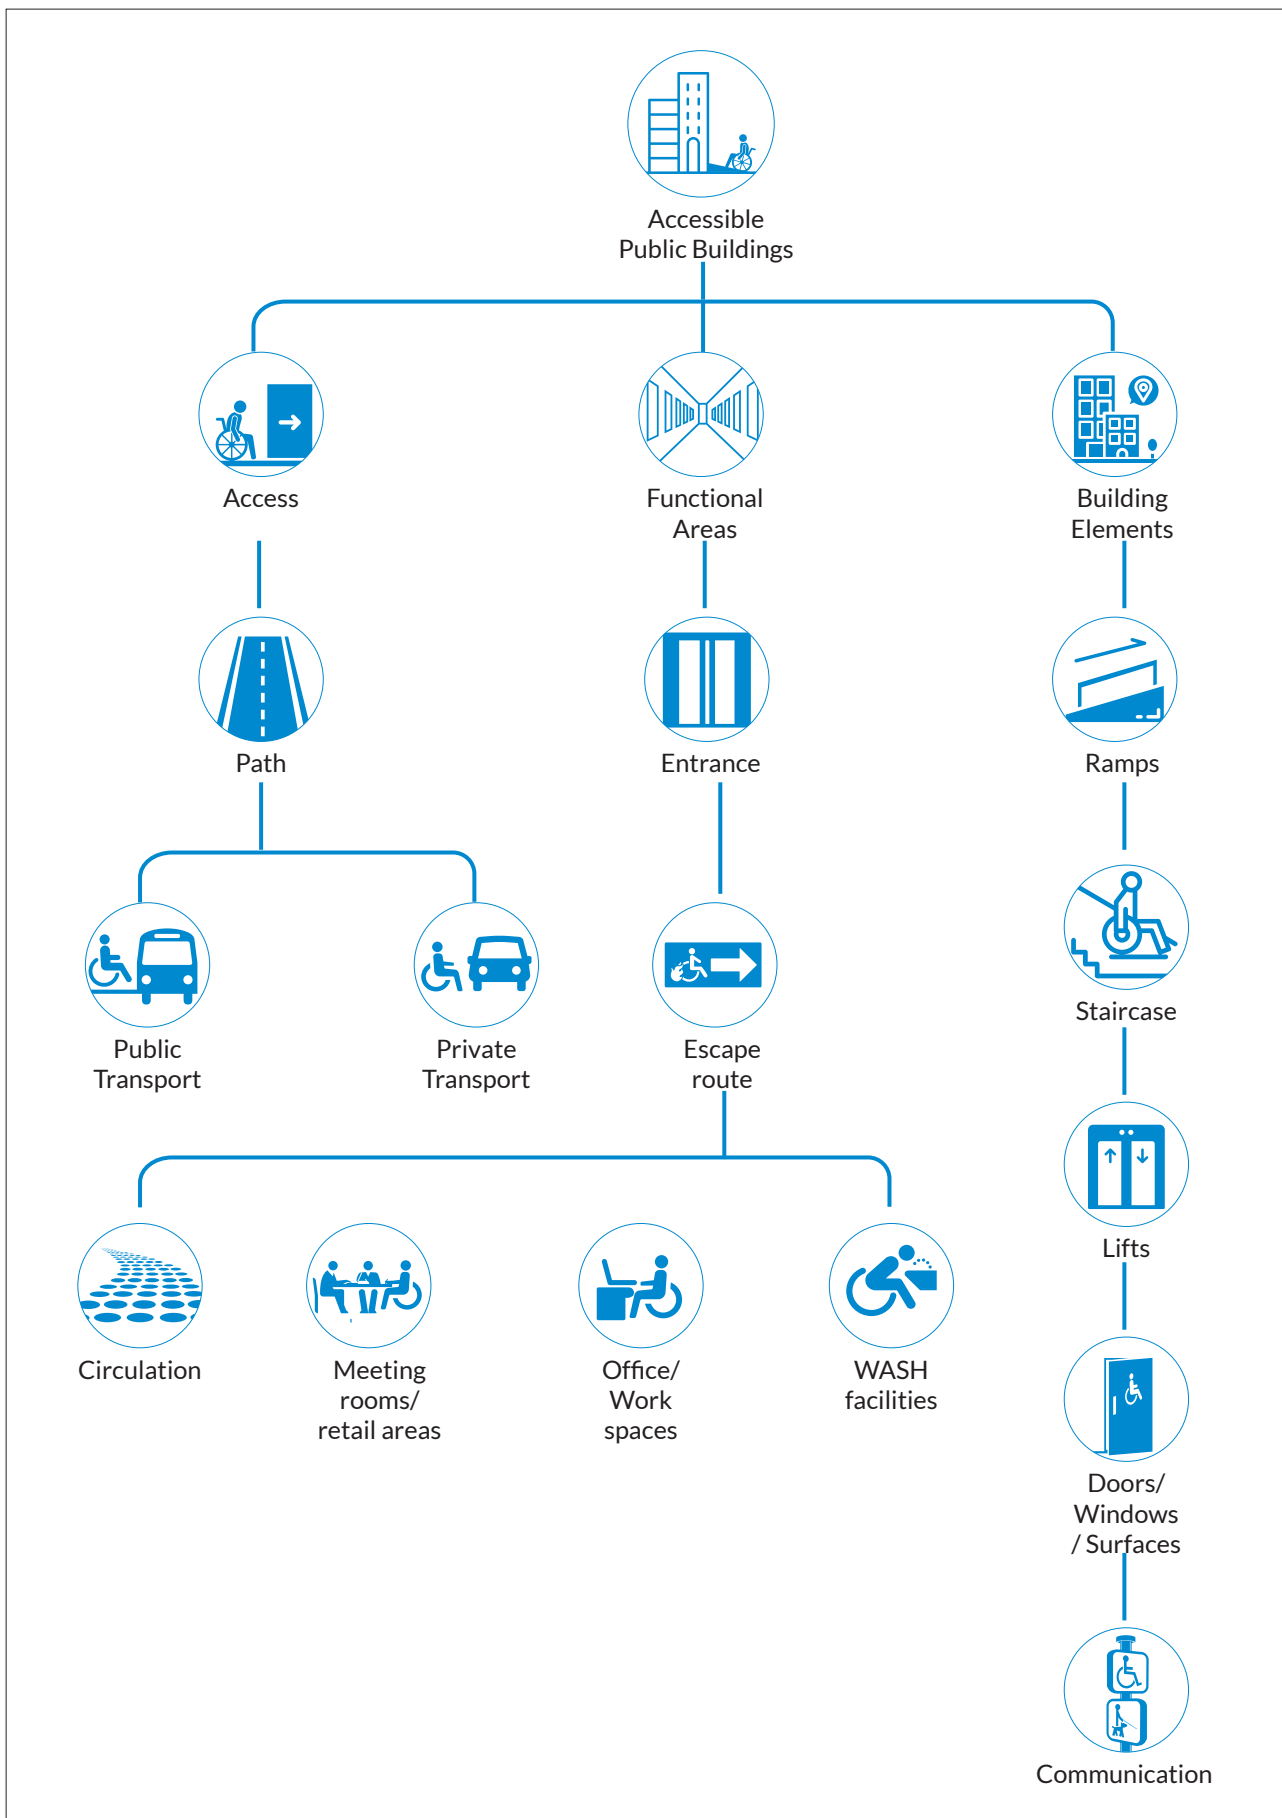 Accessible
Public Buildings
Access
Functional
Areas
Building
Elements
Path
Entrance
Ramps
Public
Transport
Private
Transport
Escape
route
Staircase
Lifts
Circulation
Meeting
rooms/
retail areas
Office/
Work
spaces
WASH
facilities
Doors/
Windows
/ Surfaces
Communication